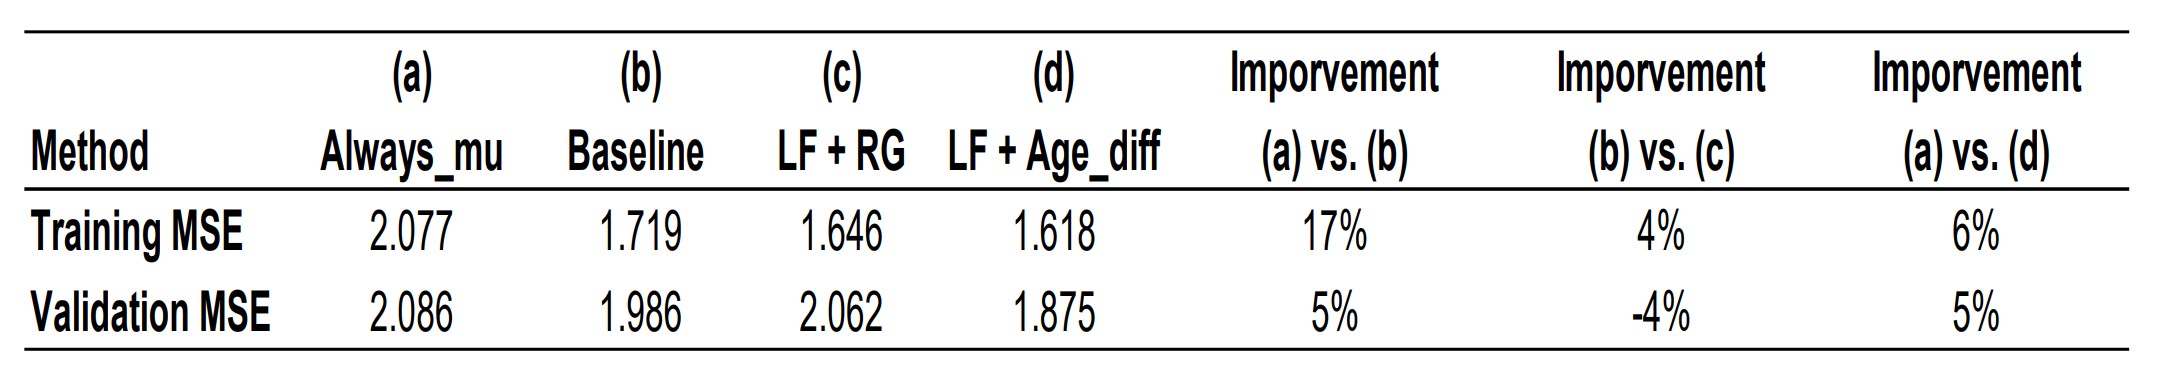 (a) (b) (c) (d) Imporvement Imporvement Imporvement
Method Always_mu Baseline LF + RG LF + Age_diff (a) vs. (b) (b) vs. (c) (a) vs. (d)
Training MSE 2.077 1.719 1.646 1.618 17% 4% 6%
Validation MSE 2.086 1.986 2.062 1.875 5% -4% 5%